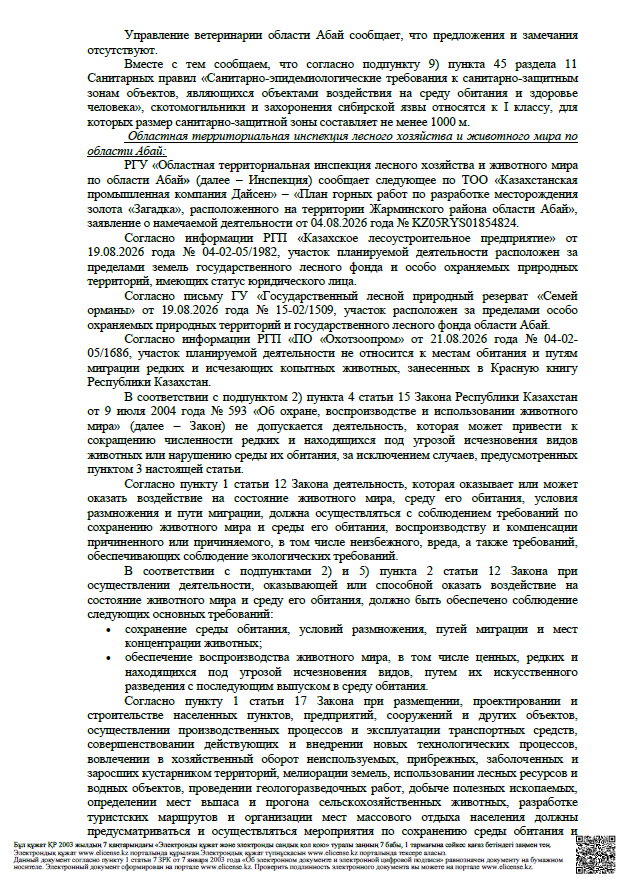 Управление ветеринарии области Абай сообщает, что предложения и замечания
отсутствуют.
Вместе с тем сообщаем, что согласно подпункту 9) пункта 45 раздела 11
Санитарных правил «Санитарно-эпидемиологические требования к санитарно-защитным
зонам объектов, являющихся объектами воздействия на среду обитания и здоровье
человека», скотомогильники и захоронения сибирской язвы относятся к I классу, для
которых размер санитарно-защитной зоны составляет не менее 1000 м.
Областная территориальная инспекция лесного хозяйства и животного мира по
области Абай:
РГУ «Областная территориальная инспекция лесного хозяйства и животного мира
по области Абай» (далее – Инспекция) сообщает следующее по ТОО «Казахстанская
промышленная компания Дайсен» – «План горных работ по разработке месторождения
золота «Загадка», расположенного на территории Жарминского района области Абай»,
заявление о намечаемой деятельности от 04.08.2026 года № KZ05RYS01854824.
Согласно информации РГП «Казахское лесоустроительное предприятие» от
19.08.2026 года № 04-02-05/1982, участок планируемой деятельности расположен за
пределами земель государственного лесного фонда и особо охраняемых природных
территорий, имеющих статус юридического лица.
Согласно письму ГУ «Государственный лесной природный резерват «Семей
орманы» от 19.08.2026 года № 15-02/1509, участок расположен за пределами особо
охраняемых природных территорий и государственного лесного фонда области Абай.
Согласно информации РГП «ПО «Охотзоопром» от 21.08.2026 года № 04-02-
05/1686, участок планируемой деятельности не относится к местам обитания и путям
миграции редких и исчезающих копытных животных, занесенных в Красную книгу
Республики Казахстан.
В соответствии с подпунктом 2) пункта 4 статьи 15 Закона Республики Казахстан
от 9 июля 2004 года № 593 «Об охране, воспроизводстве и использовании животного
мира» (далее – Закон) не допускается деятельность, которая может привести к
сокращению численности редких и находящихся под угрозой исчезновения видов
животных или нарушению среды их обитания, за исключением случаев, предусмотренных
пунктом 3 настоящей статьи.
Согласно пункту 1 статьи 12 Закона деятельность, которая оказывает или может
оказать воздействие на состояние животного мира, среду его обитания, условия
размножения и пути миграции, должна осуществляться с соблюдением требований по
сохранению животного мира и среды его обитания, воспроизводству и компенсации
причиненного или причиняемого, в том числе неизбежного, вреда, а также требований,
обеспечивающих соблюдение экологических требований.
В соответствии с подпунктами 2) и 5) пункта 2 статьи 12 Закона при
осуществлении деятельности, оказывающей или способной оказать воздействие на
состояние животного мира и среду его обитания, должно быть обеспечено соблюдение
следующих основных требований:
• сохранение среды обитания, условий размножения, путей миграции и мест
концентрации животных;
• обеспечение воспроизводства животного мира, в том числе ценных, редких и
находящихся под угрозой исчезновения видов, путем их искусственного
разведения с последующим выпуском в среду обитания.
Согласно пункту 1 статьи 17 Закона при размещении, проектировании и
строительстве населенных пунктов, предприятий, сооружений и других объектов,
осуществлении производственных процессов и эксплуатации транспортных средств,
совершенствовании действующих и внедрении новых технологических процессов,
вовлечении в хозяйственный оборот неиспользуемых, прибрежных, заболоченных и
заросших кустарником территорий, мелиорации земель, использовании лесных ресурсов и
водных объектов, проведении геологоразведочных работ, добыче полезных ископаемых,
определении мест выпаса и прогона сельскохозяйственных животных, разработке
туристских маршрутов и организации мест массового отдыха населения должны
предусматриваться и осуществляться мероприятия по сохранению среды обитания и
Бұл құжат ҚР 2003 жылдың 7 қаңтарындағы «Электронды құжат және электронды сандық қол қою» туралы заңның 7 бабы, 1 тармағына сәйкес қағаз бетіндегі заңмен тең.
Электрондық құжат www.elicense.kz порталында құрылған.Электрондық құжат түпнұсқасын www.elicense.kz порталында тексере аласыз.
Данный документ согласно пункту 1 статьи 7 ЗРК от 7 января 2003 года «Об электронном документе и электронной цифровой подписи» равнозначен документу на бумажном
носителе. Электронный документ сформирован на портале www.elicense.kz. Проверить подлинность электронного документа вы можете на портале www.elicense.kz.